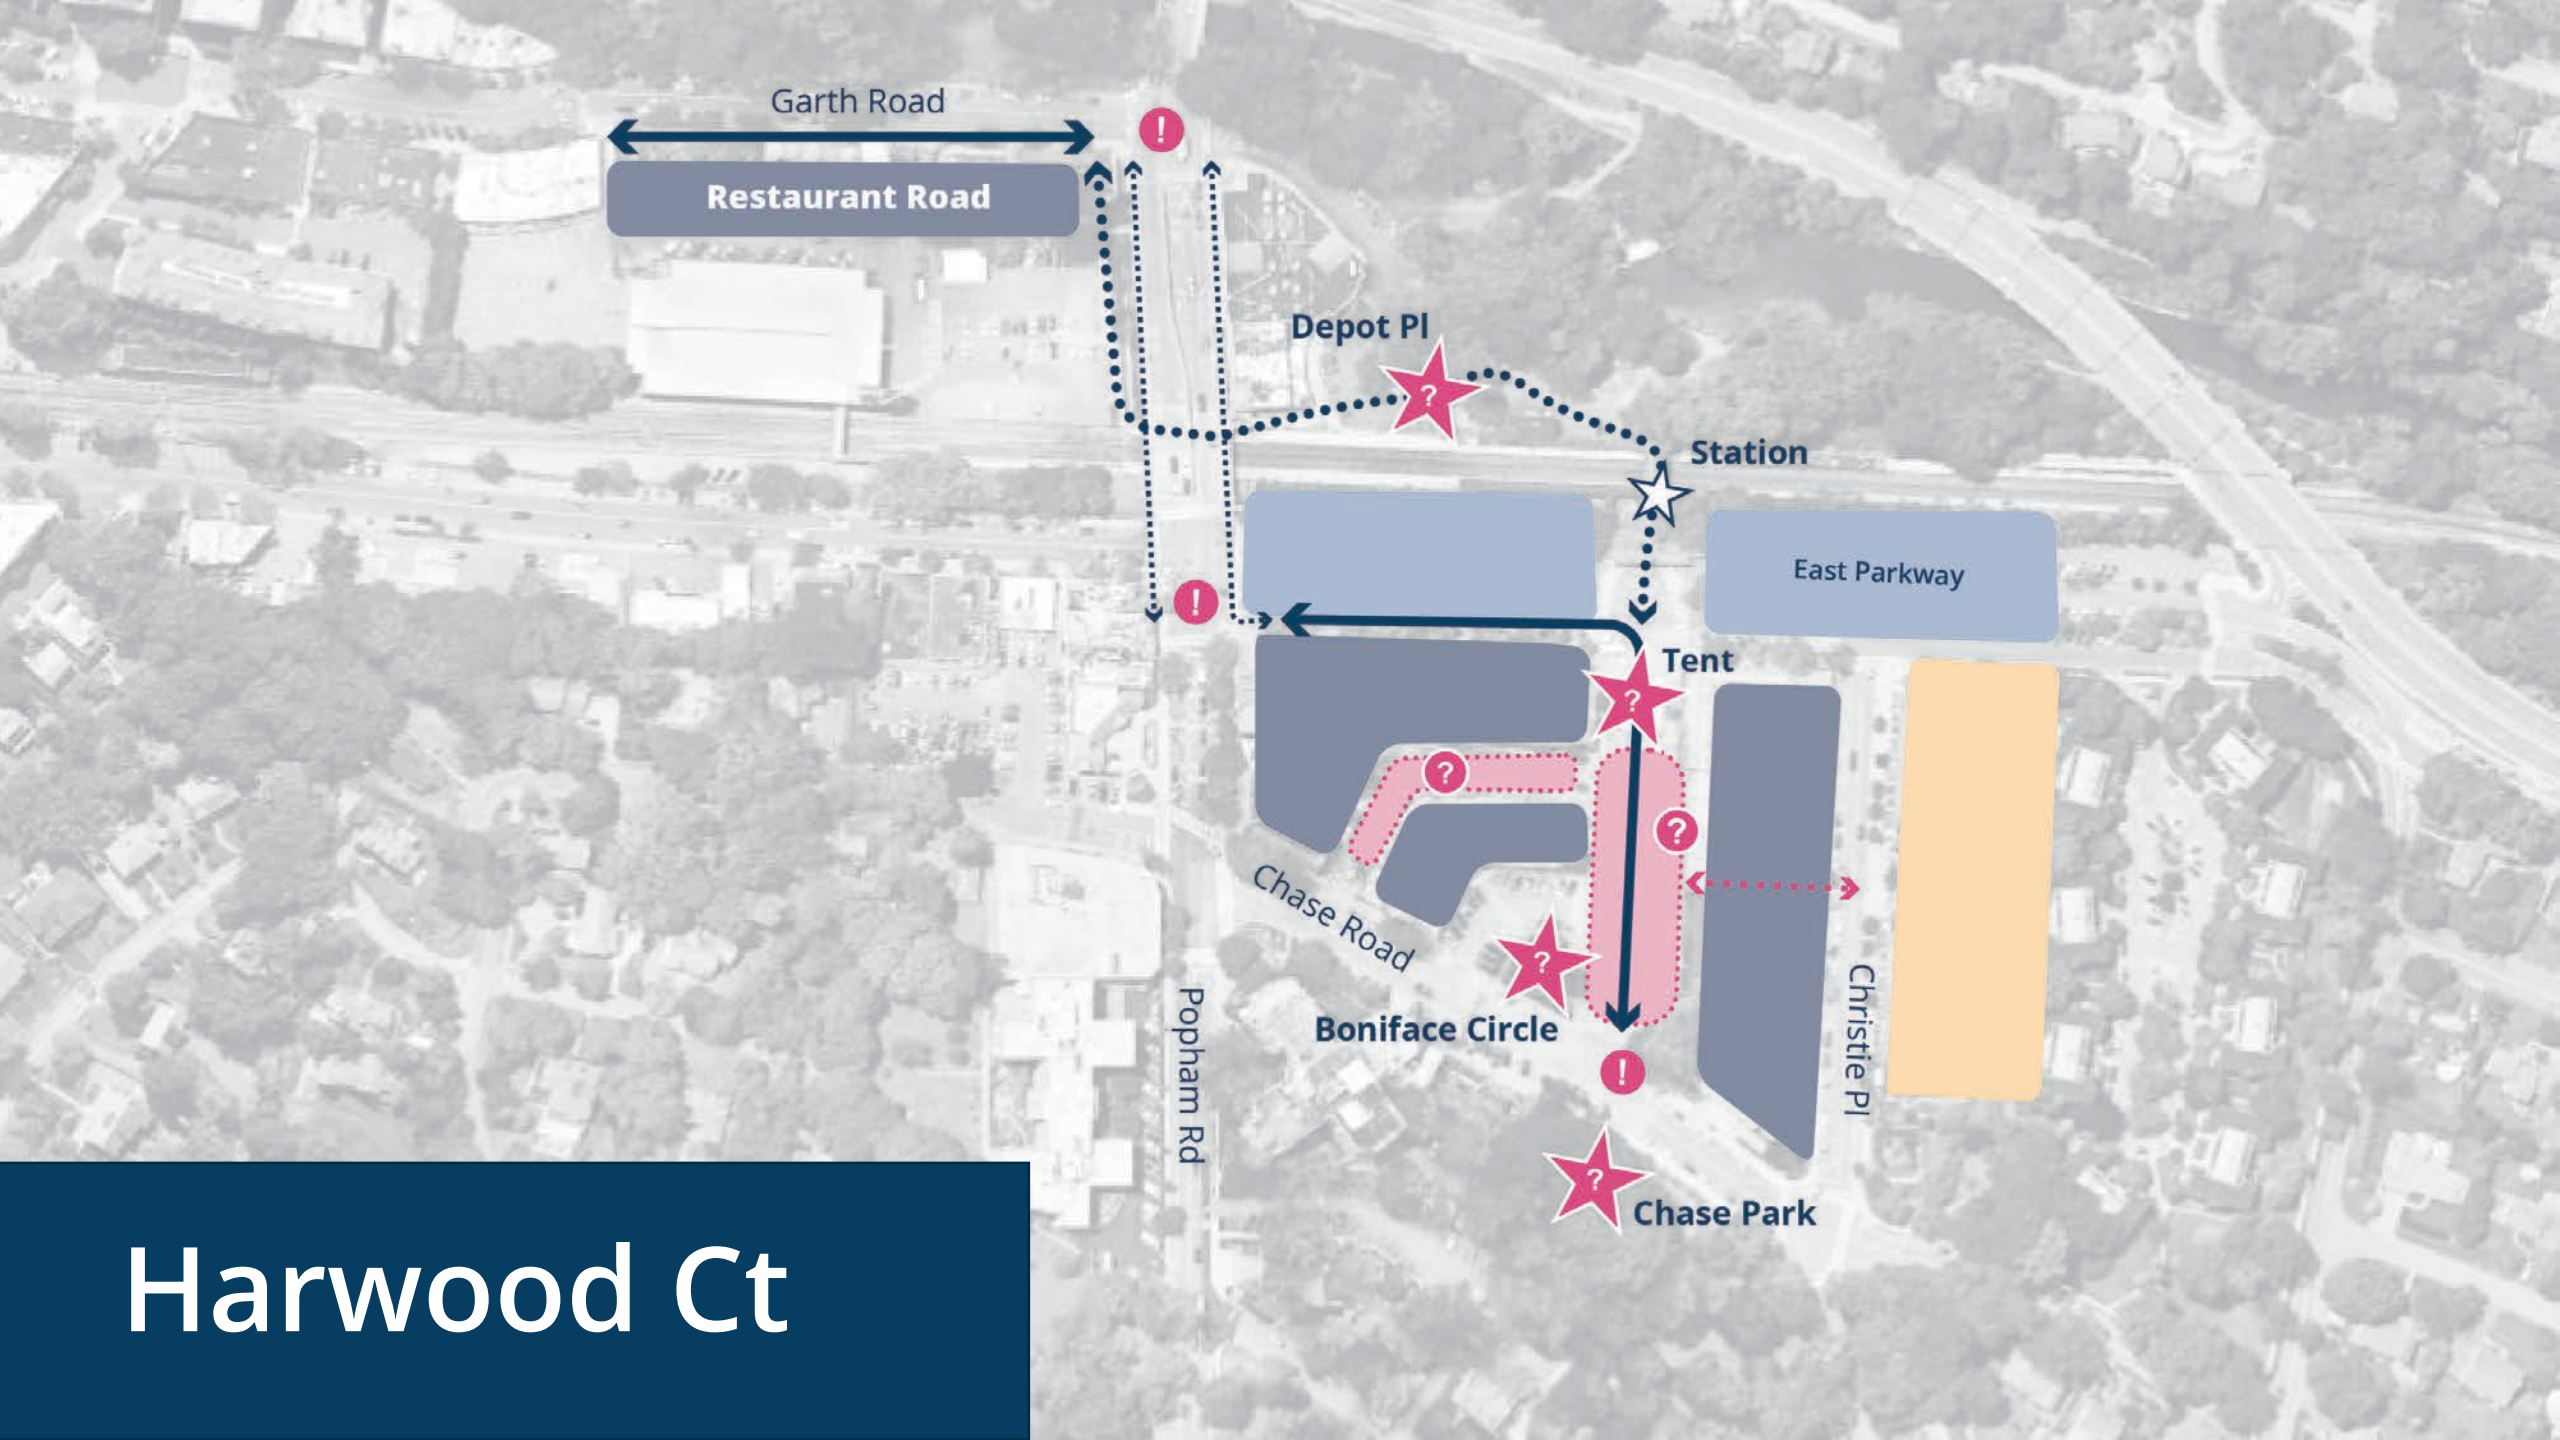 Garth Road
!
Restaurant Road
Depot Pl
?
Station
East Parkway
!
Tent
?
?
?
Chase Road
?
Boniface Circle
Christie Pl
Popham Rd
!
?
Chase Park
Harwood Ct